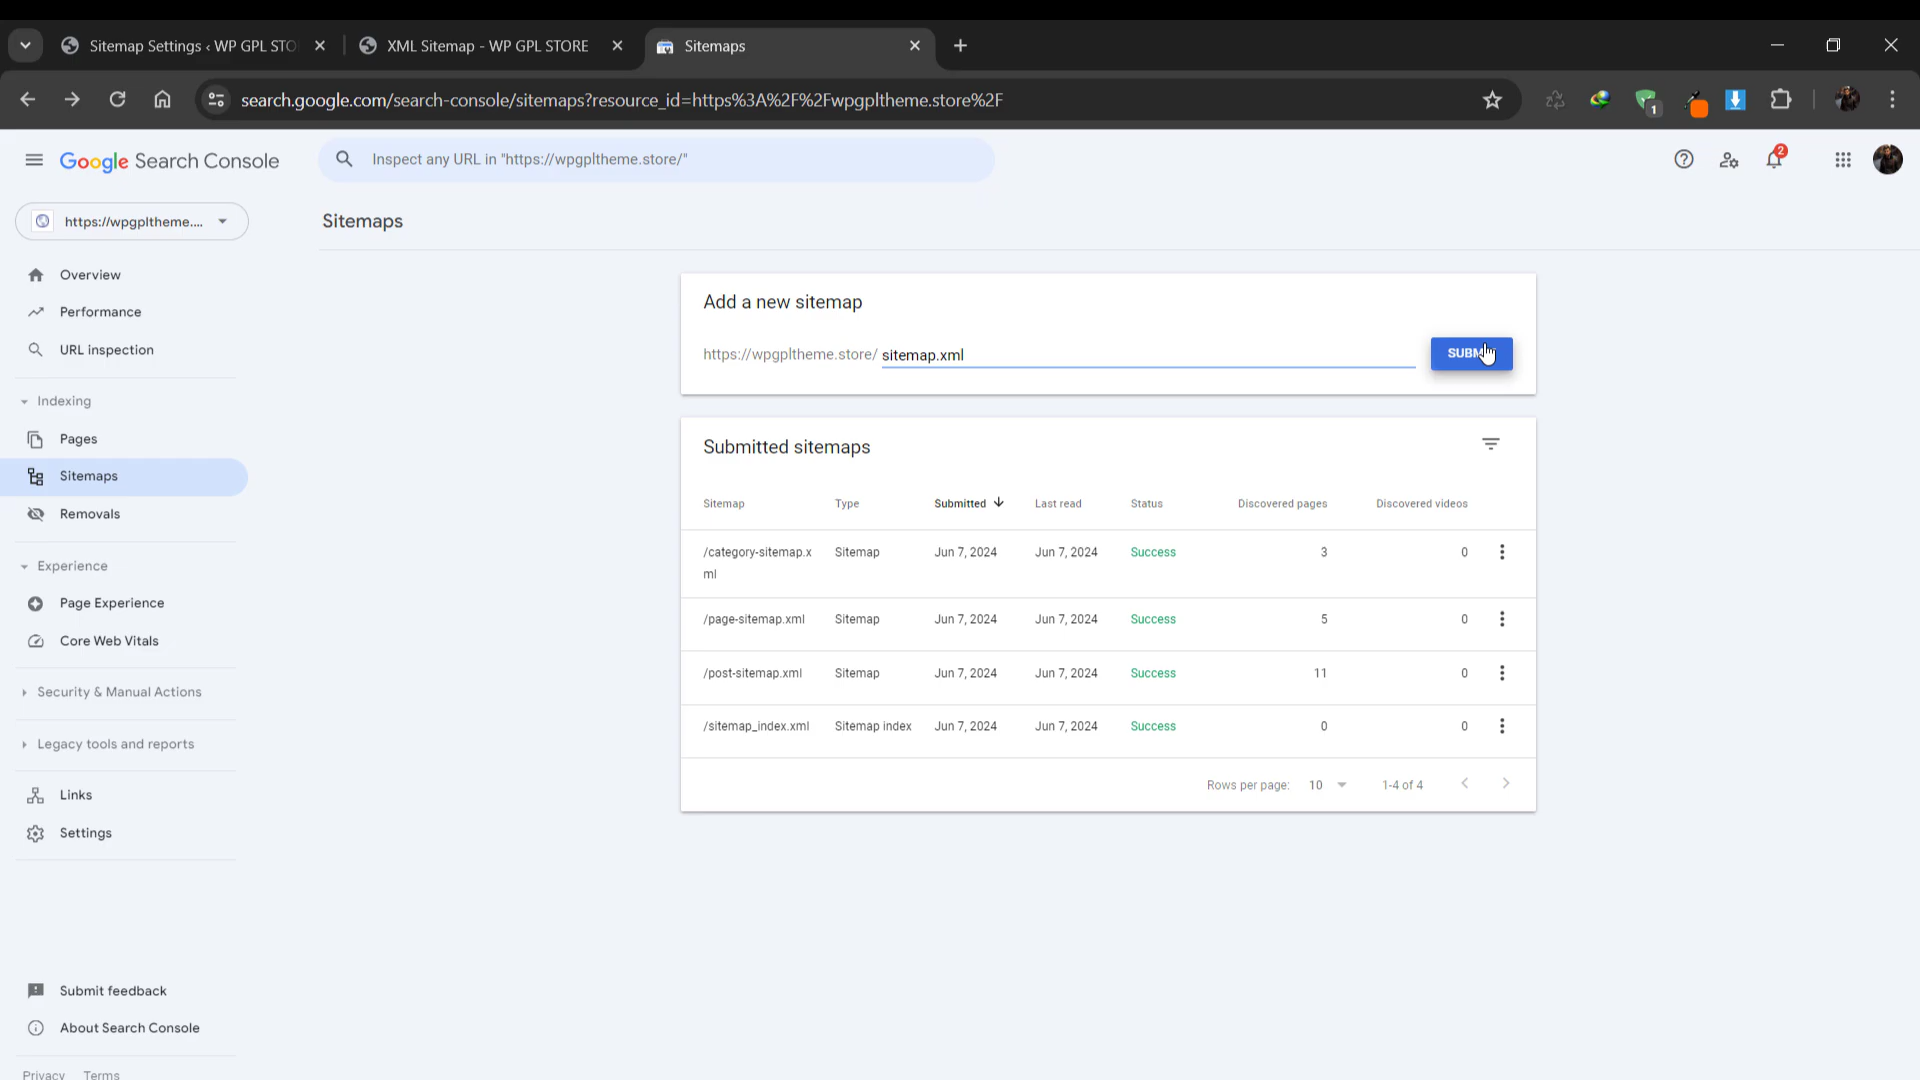 Sitemap Settings ‹ WP GPL STO
XML Sitemap - WP GPL STORE
Sitemaps
search.google.com/search-console/sitemaps?resource_id=https%3A%2F%2Fwpgpltheme.store%2F
1
Google Search Console
Inspect any URL in "https://wpgpltheme.store/"
2
https://wpgpltheme....
Sitemaps
Overview
Performance
URL inspection
Indexing
Pages
Sitemaps
Removals
Experience
Page Experience
Core Web Vitals
Security & Manual Actions
Legacy tools and reports
Links
Settings
Submit feedback
About Search Console
Privacy Terms
Add a new sitemap
https://wpgpltheme.store/ sitemap.xml
Submitted sitemaps
Sitemap Type Submitted Last read Status Discovered pages Discovered videos
/category-sitemap.x Sitemap Jun 7, 2024 Jun 7, 2024 Success 3 0
ml
/page-sitemap.xml Sitemap Jun 7, 2024 Jun 7, 2024 Success 5 0
/post-sitemap.xml Sitemap Jun 7, 2024 Jun 7, 2024 Success 11 0
/sitemap_index.xml Sitemap index Jun 7, 2024 Jun 7, 2024 Success 0 0
Rows per page: 10 1-4 of 4